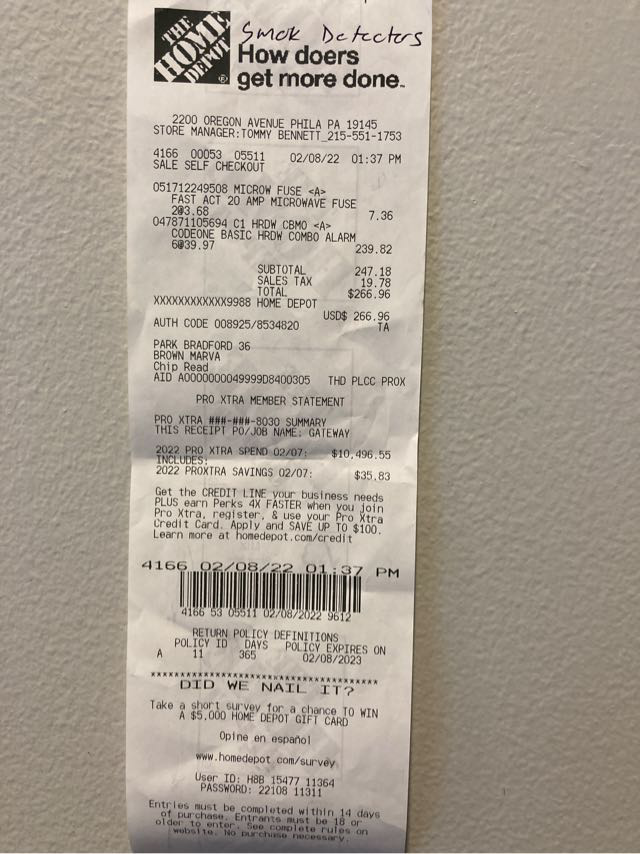 THE HOME DEPOT
Smok Detectors
How doers
get more done.
2200 OREGON AVENUE PHILA PA 19145
STORE MANAGER:TOMMY BENNETT 215-551-1753
4166 00053 05511 02/08/22 01:37 PM
SALE SELF CHECKOUT
051712249508 MICROW FUSE <A>
FAST ACT 20 AMP MICROWAVE FUSE
2@3.68 7.36
047871105694 C1 HRDW CBMO <A>
CODEONE BASIC HRDW COMBO ALARM
6@39.97 239.82
SUBTOTAL 247.18
SALES TAX 19.78
TOTAL $266.96
XXXXXXXXXXXX9988 HOME DEPOT
USD$ 266.96
AUTH CODE 008925/8534820 TA
PARK BRADFORD 36
BROWN MARVA
Chip Read
AID A0000000049999D8400305 THD PLCC PROX
PRO XTRA MEMBER STATEMENT
PRO XTRA ###-###-8030 SUMMARY
THIS RECEIPT PO/JOB NAME: GATEWAY
2022 PRO XTRA SPEND 02/07: $10,496.55
INCLUDES:
2022 PROXTRA SAVINGS 02/07: $35.83
Get the CREDIT LINE your business needs
PLUS earn Perks 4X FASTER when you join
Pro Xtra, register, & use your Pro Xtra
Credit Card. Apply and SAVE UP TO $100.
Learn more at homedepot.com/credit
4166 02/08/22 01:37 PM
4166 53 05511 02/08/2022 9612
RETURN POLICY DEFINITIONS
POLICY ID DAYS POLICY EXPIRES ON
A 11 365 02/08/2023
****************************************
DID WE NAIL IT?
Take a short survey for a chance TO WIN
A $5,000 HOME DEPOT GIFT CARD
Opine en español
www.homedepot.com/survey
User ID: H8B 15477 11364
PASSWORD: 22108 11311
Entries must be completed within 14 days
of purchase. Entrants must be 18 or
older to enter. See complete rules on
website. No purchase necessary.